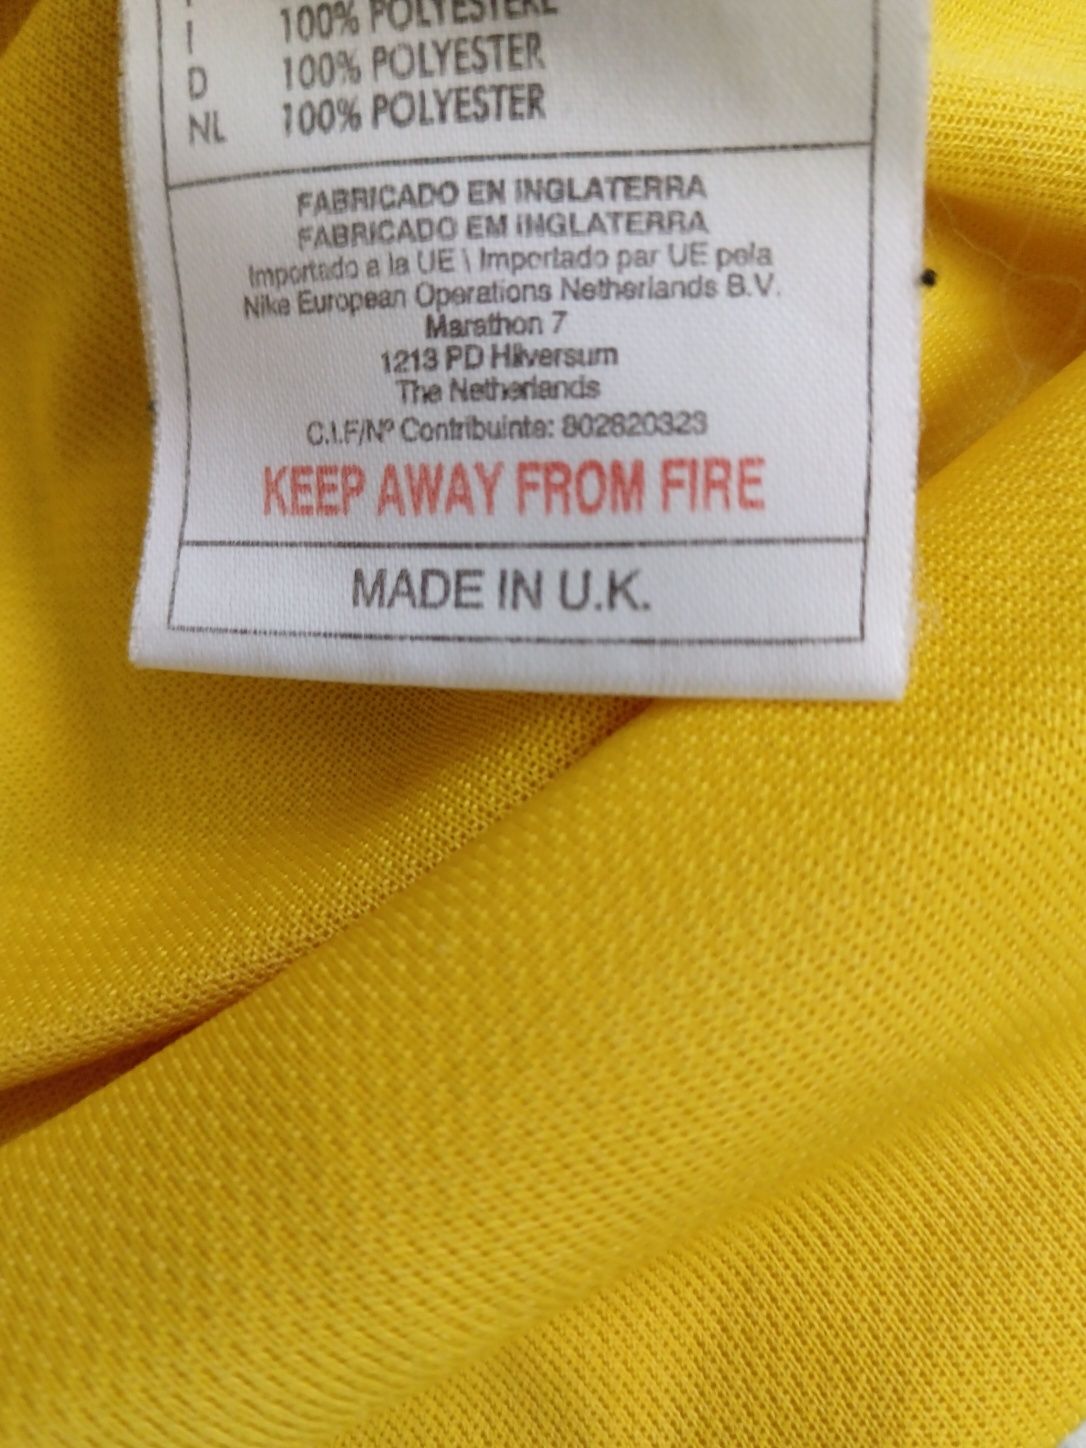 I 100% POLYESTERE
D 100% POLYESTER
NL 100% POLYESTER
FABRICADO EN INGLATERRA
FABRICADO EM INGLATERRA
Importado a la UE \ Importado par UE pela
Nike European Operations Netherlands B.V.
Marathon 7
1213 PD Hilversum
The Netherlands
C.I.F/Nº Contribuinte: 802820323
KEEP AWAY FROM FIRE
MADE IN U.K.